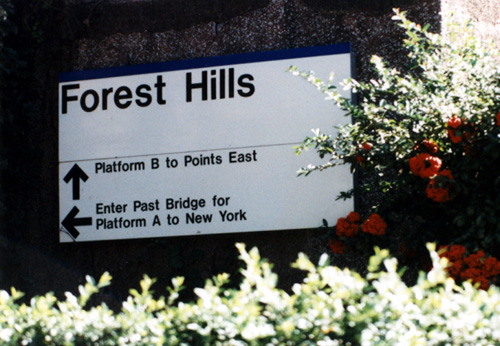 Forest Hills
Platform B to Points East
Enter Past Bridge for
Platform A to New York